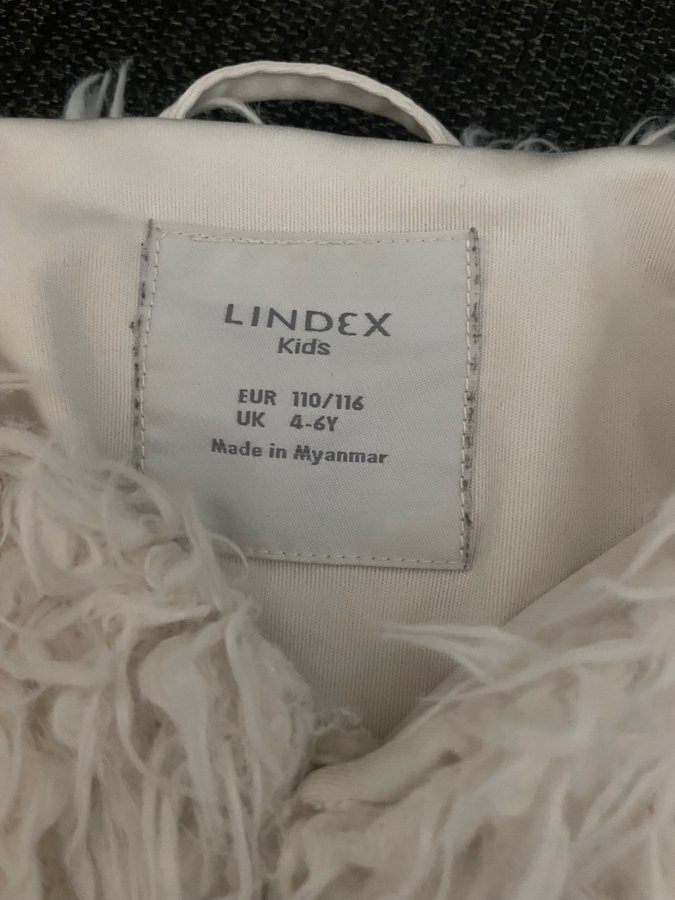 LINDEX
Kids
EUR 110/116
UK 4-6Y
Made in Myanmar